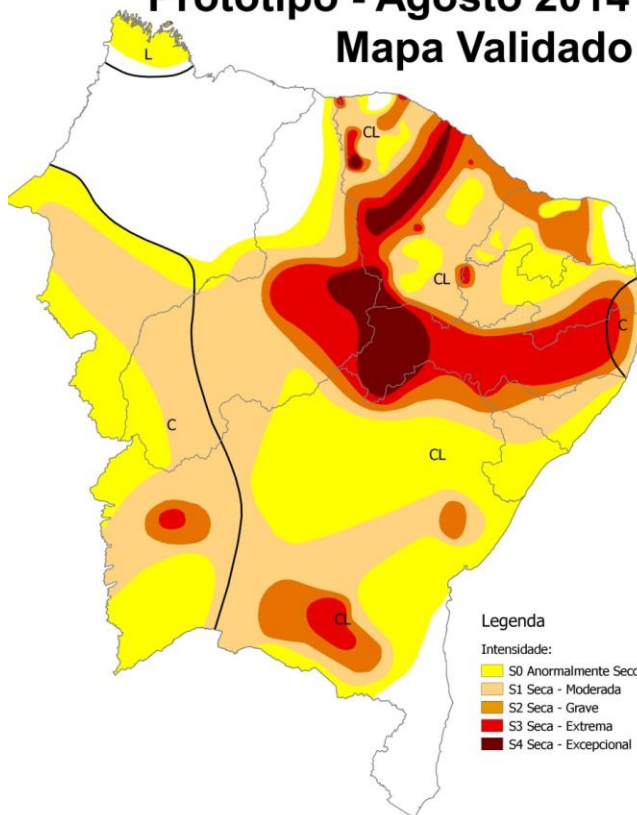 Protótipo - Agosto 2014
Mapa Validado
L
CL
CL
C
C
CL
CL
Legenda
Intensidade:
S0 Anormalmente Seco
S1 Seca - Moderada
S2 Seca - Grave
S3 Seca - Extrema
S4 Seca - Excepcional